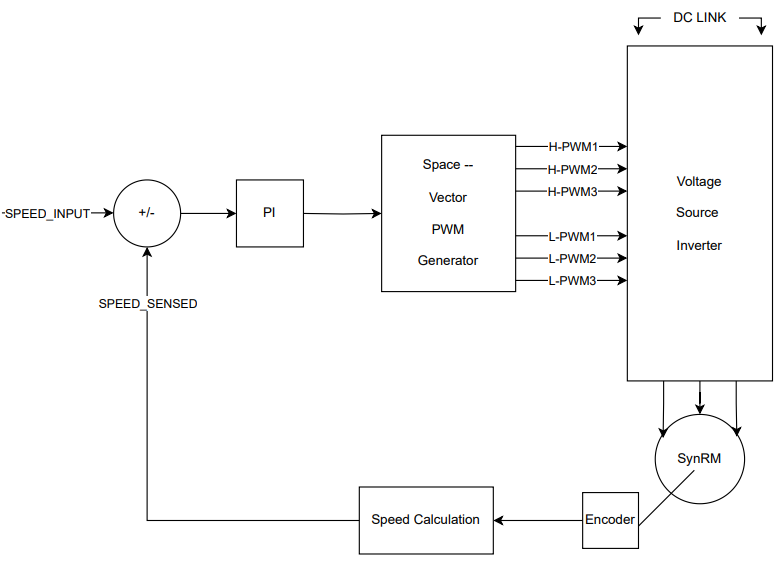 DC LINK
H-PWM1
H-PWM2
H-PWM3
L-PWM1
L-PWM2
L-PWM3
Space --
Vector
PWM
Generator
Voltage
Source
Inverter
-SPEED_INPUT
+/-
PI
SPEED_SENSED
SynRM
Speed Calculation
Encoder